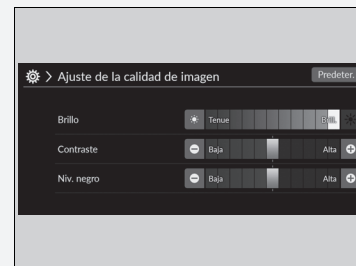 Ajuste de la calidad de imagen
Predeter.
Brillo
Tenue
Brill.
Contraste
Baja
Alta
Niv. negro
Baja
Alta